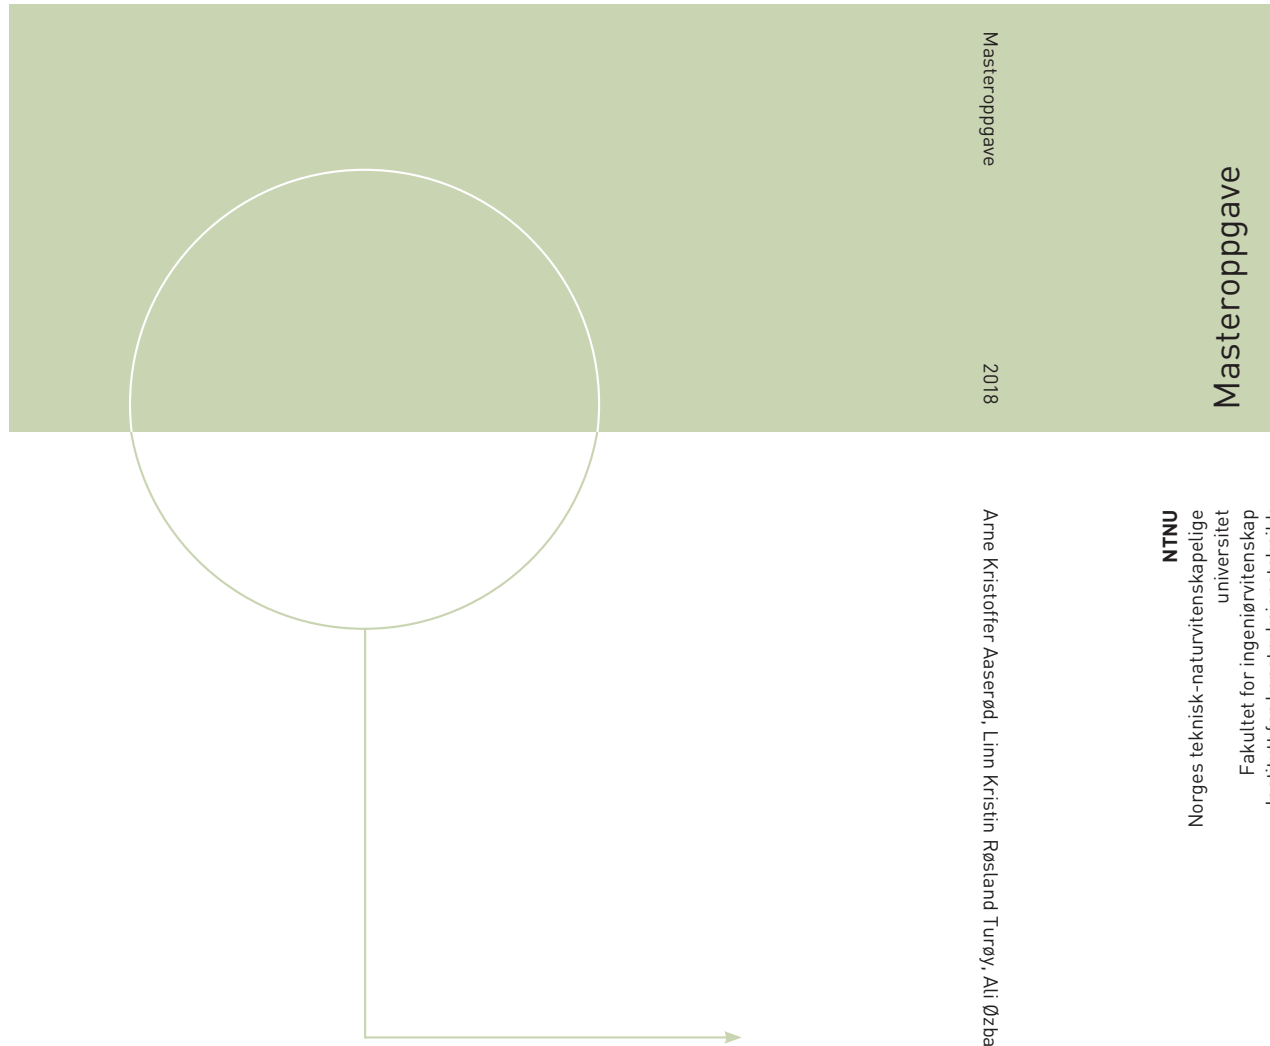 Masteroppgave
2018
Arne Kristoffer Aaserød, Linn Kristin Røsland Turøy, Ali Øzba
Masteroppgave
NTNU
Norges teknisk-naturvitenskapelige
universitet
Fakultet for ingeniørvitenskap